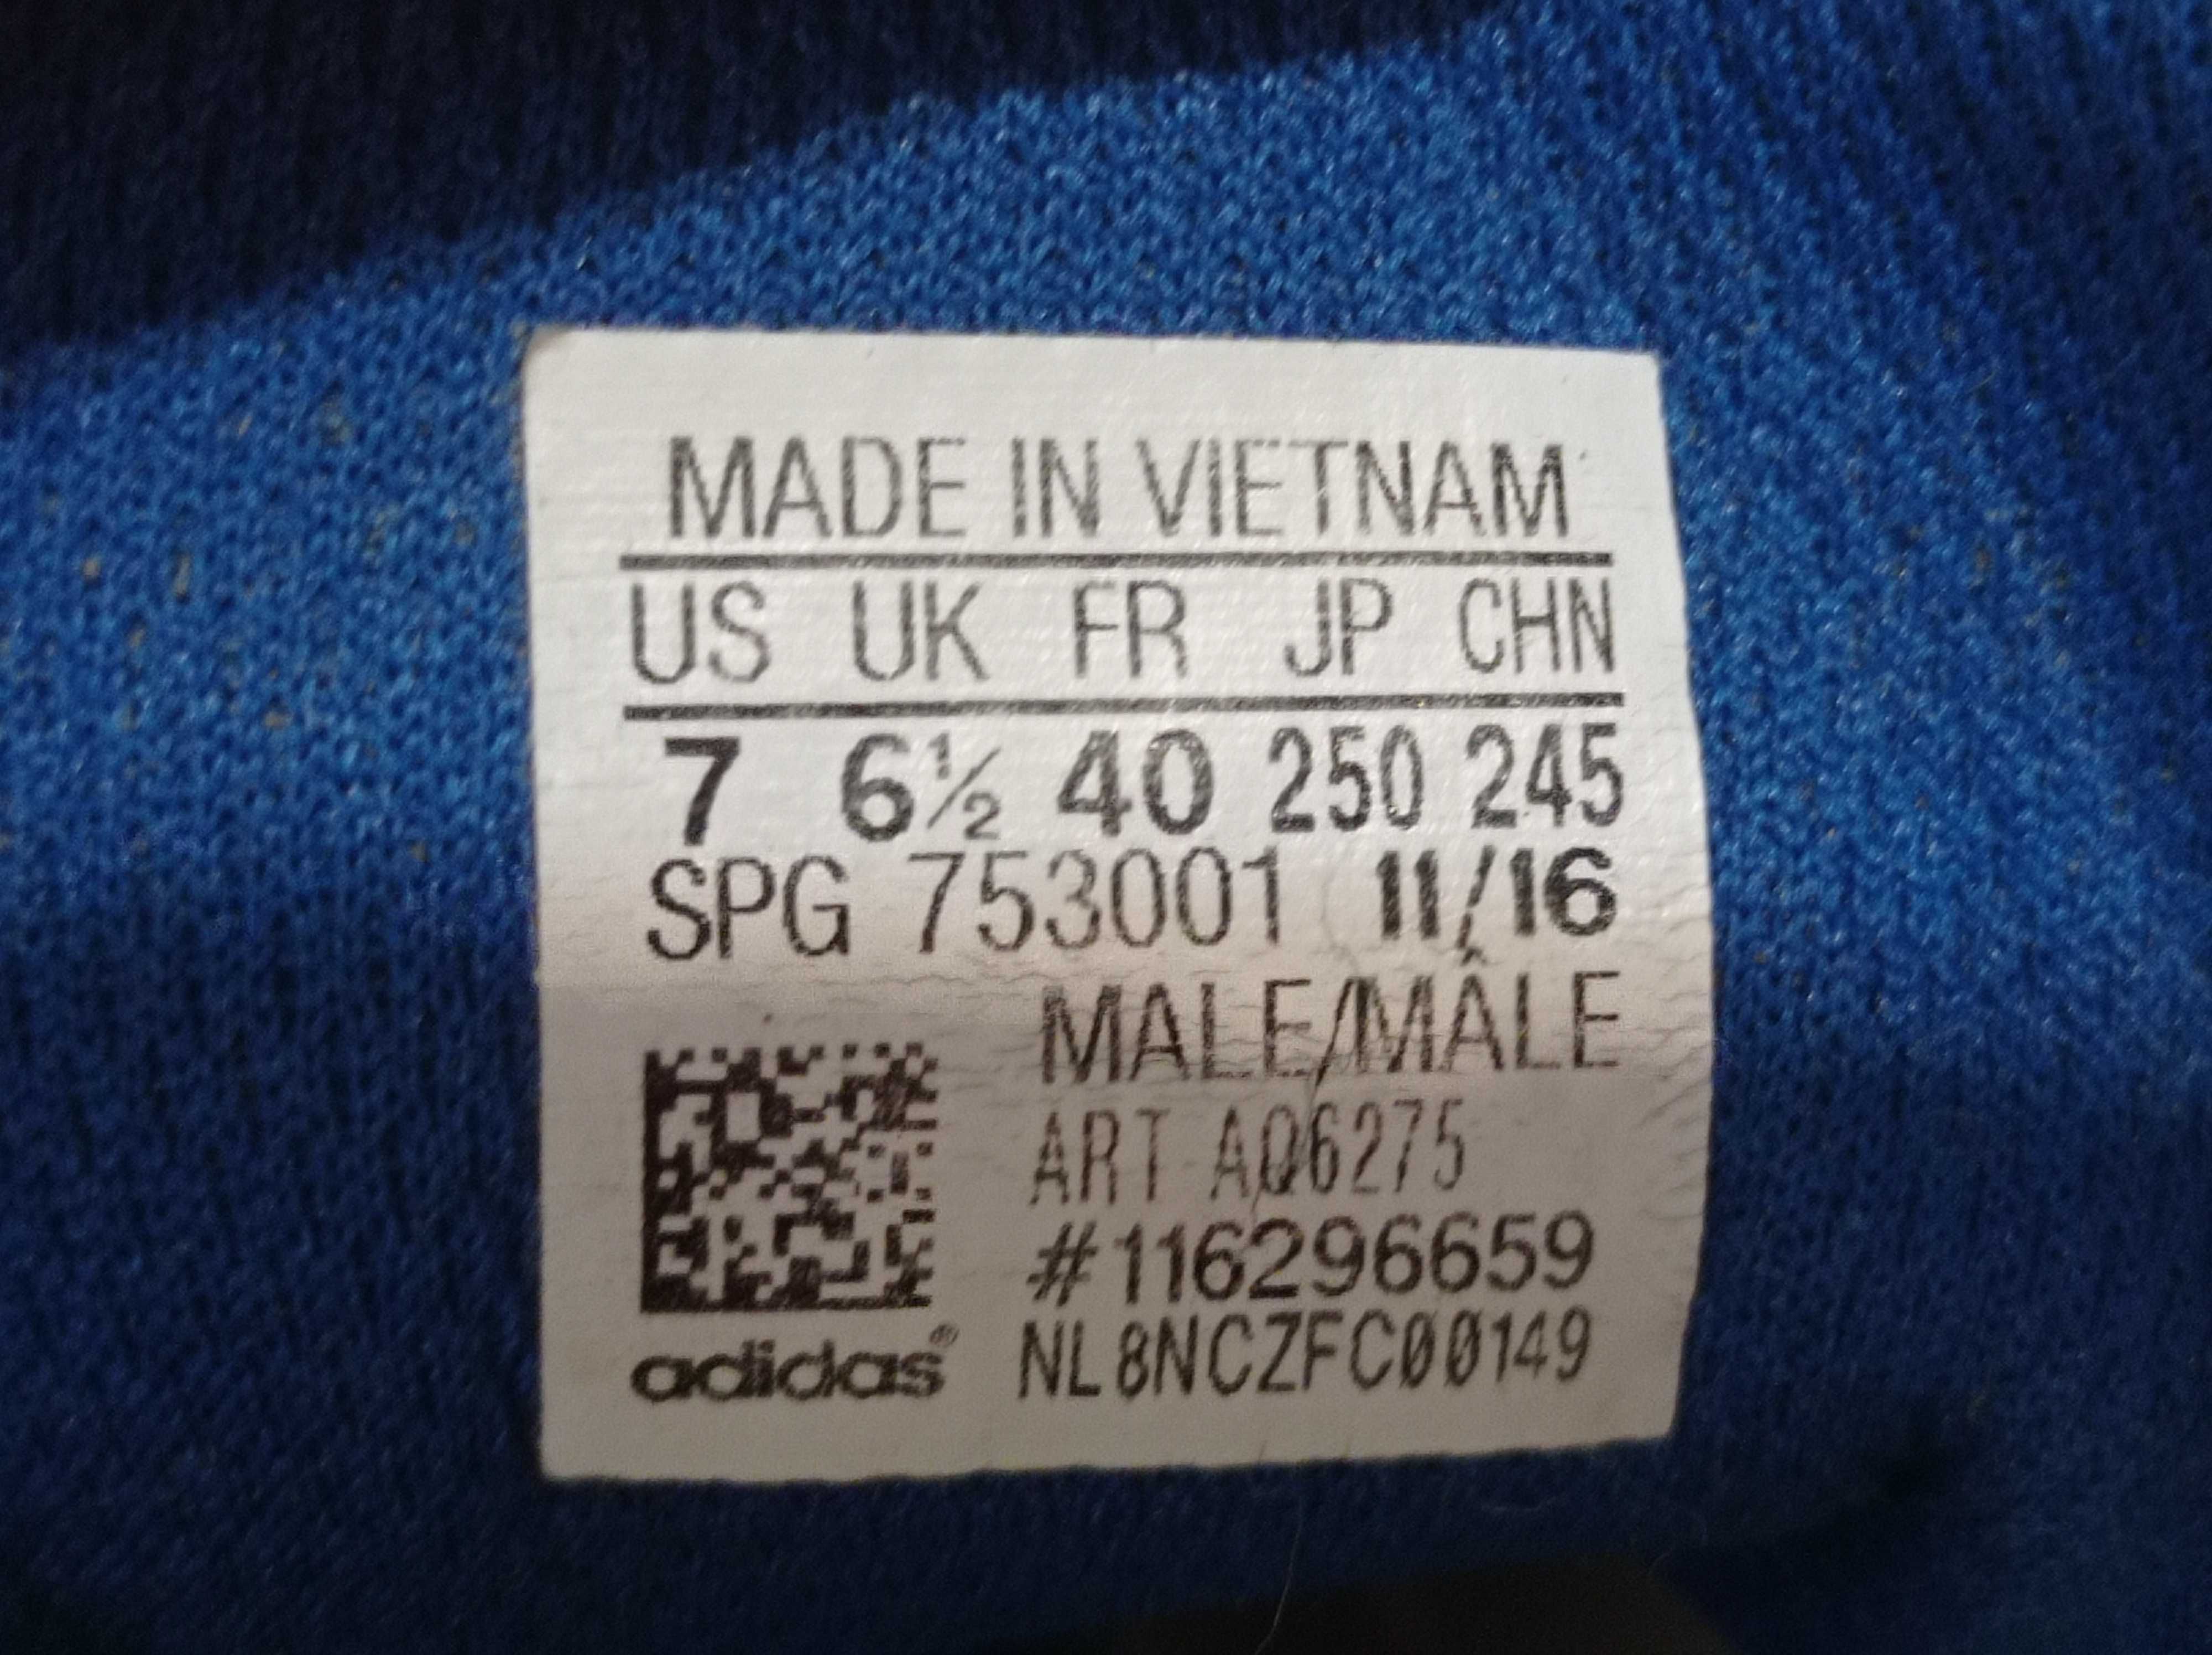 MADE IN VIETNAM
US UK FR JP CHN
7 6½ 40 250 245
SPG 753001 11/16
MALE/MÂLE
ART AQ6275
#116296659
adidas® NL8NCZFC00149